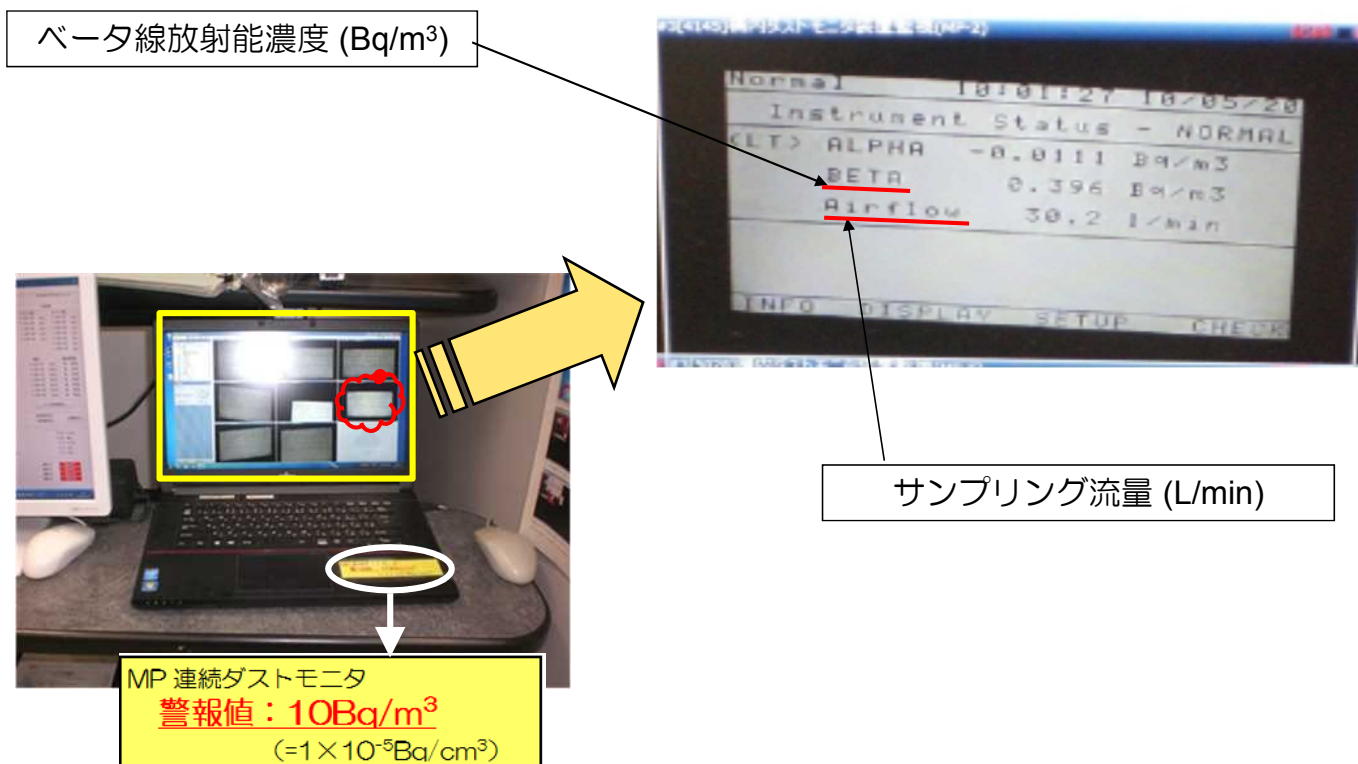 ベータ線放射能濃度 (Bq/m³)
Normal 10:01:27 10/05/20
Instrument Status - NORMAL
<LT> ALPHA -0.0111 Bq/m3
BETA 0.396 Bq/m3
Airflow 30.2 l/min
INFO DISPLAY SETUP CHECK
サンプリング流量 (L/min)
MP 連続ダストモニタ
警報値：10Bq/m³
(=1×10⁻⁵Bq/cm³)